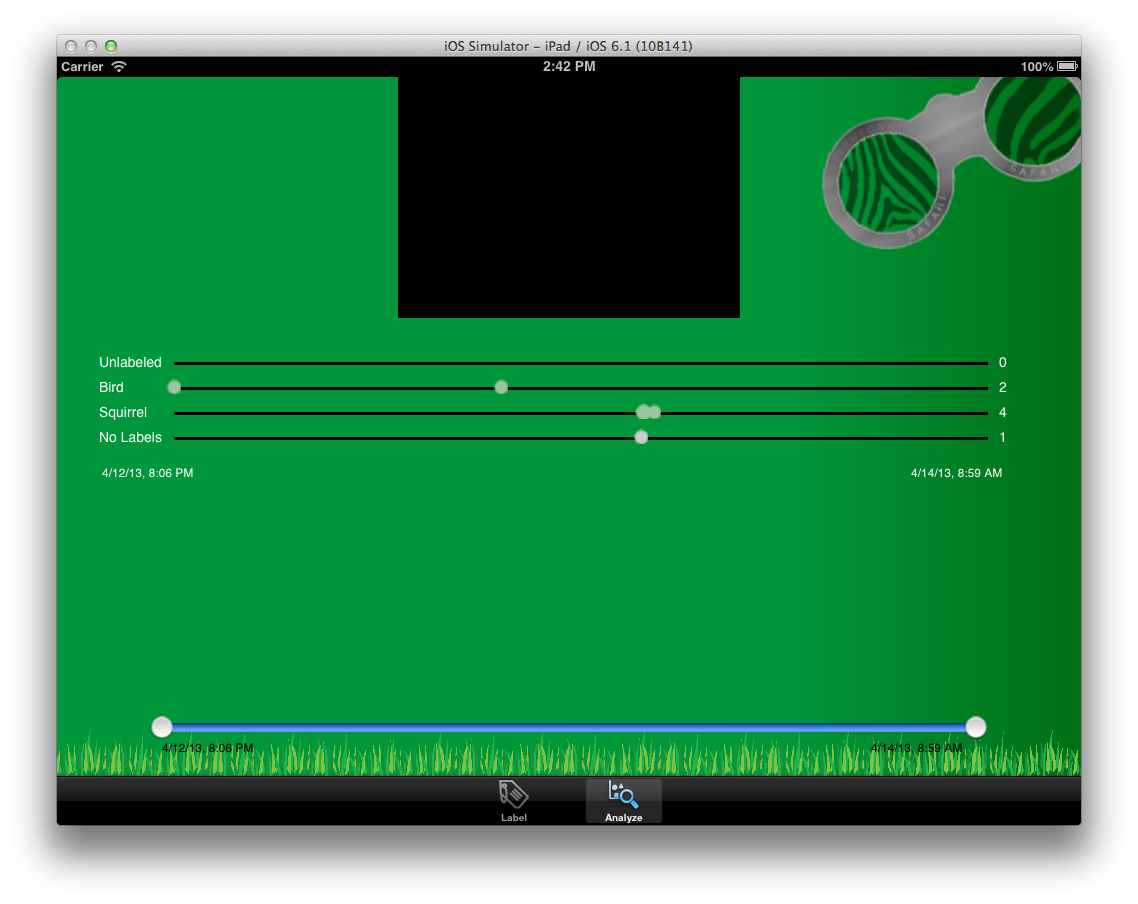 iOS Simulator – iPad / iOS 6.1 (10B141)
Carrier 2:42 PM 100%
SAFARI
SAFARI
Unlabeled 0
Bird 2
Squirrel 4
No Labels 1
4/12/13, 8:06 PM 4/14/13, 8:59 AM
4/12/13, 8:06 PM 4/14/13, 8:59 AM
Label Analyze